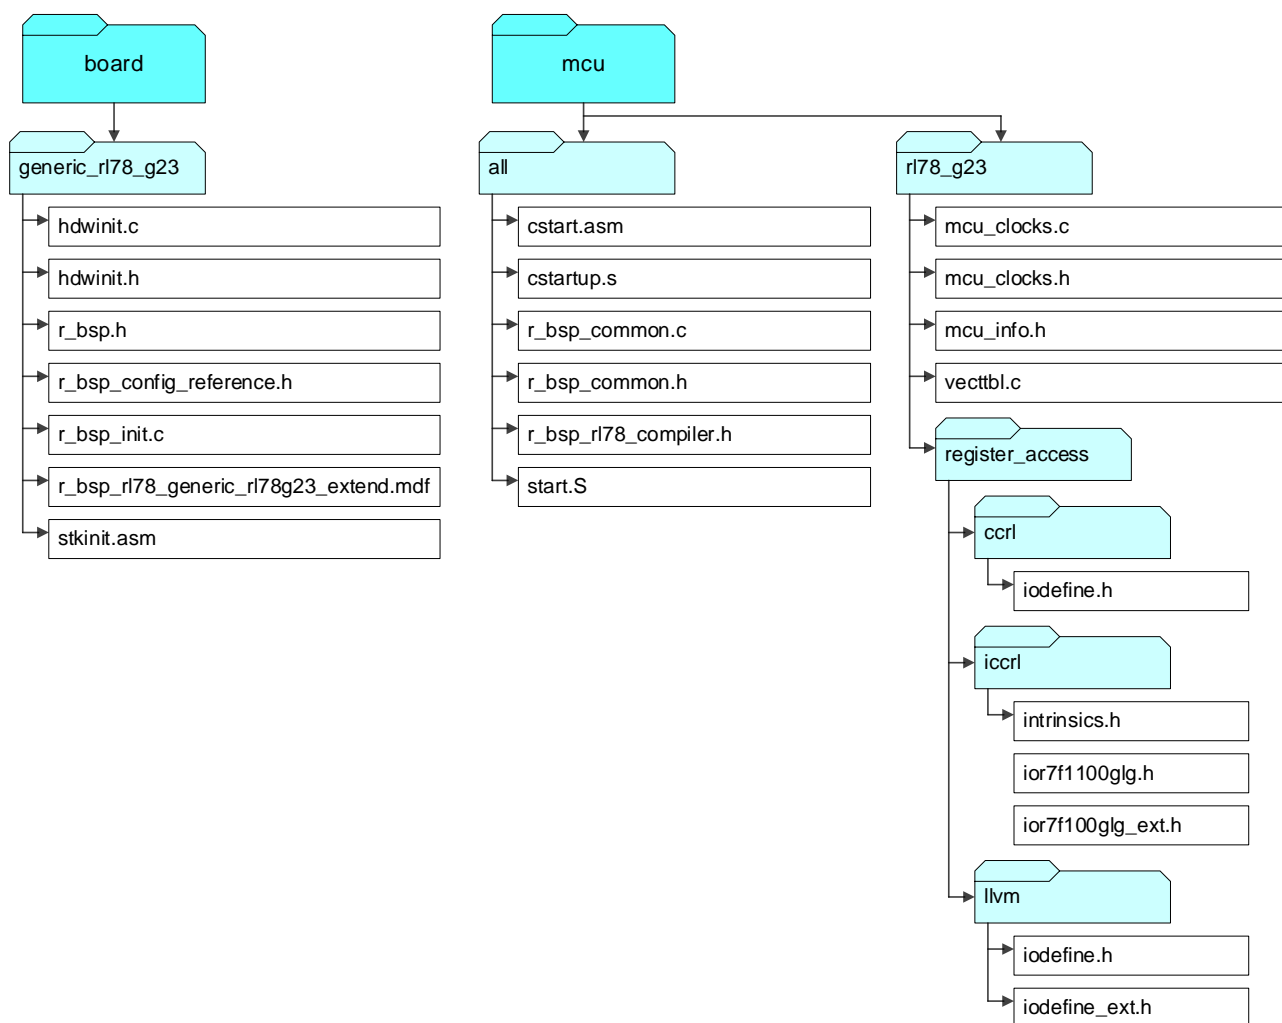 board
generic_rl78_g23
hdwinit.c
hdwinit.h
r_bsp.h
r_bsp_config_reference.h
r_bsp_init.c
r_bsp_rl78_generic_rl78g23_extend.mdf
stkinit.asm
mcu
all
cstart.asm
cstartup.s
r_bsp_common.c
r_bsp_common.h
r_bsp_rl78_compiler.h
start.S
rl78_g23
mcu_clocks.c
mcu_clocks.h
mcu_info.h
vecttbl.c
register_access
ccrl
iodefine.h
iccrl
intrinsics.h
ior7f1100glg.h
ior7f100glg_ext.h
llvm
iodefine.h
iodefine_ext.h